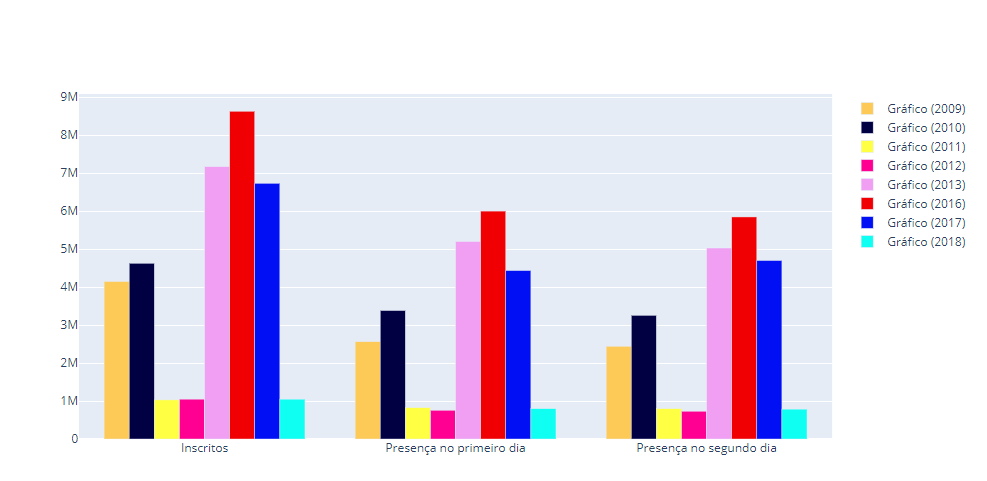 9M
8M
7M
6M
5M
4M
3M
2M
1M
0
Inscritos
Presença no primeiro dia
Presença no segundo dia
Gráfico (2009)
Gráfico (2010)
Gráfico (2011)
Gráfico (2012)
Gráfico (2013)
Gráfico (2016)
Gráfico (2017)
Gráfico (2018)